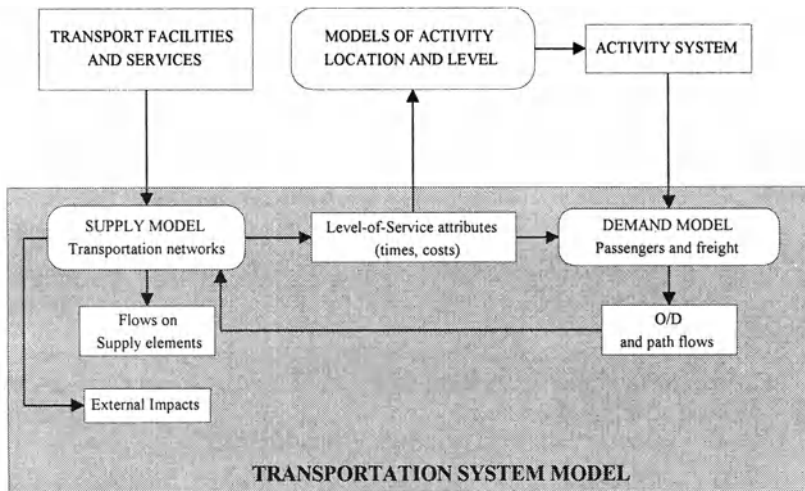 TRANSPORT FACILITIES
AND SERVICES
MODELS OF ACTIVITY
LOCATION AND LEVEL
ACTIVITY SYSTEM
SUPPLY MODEL
Transportation networks
Level-of-Service attributes
(times, costs)
DEMAND MODEL
Passengers and freight
Flows on
Supply elements
O/D
and path flows
External Impacts
TRANSPORTATION SYSTEM MODEL